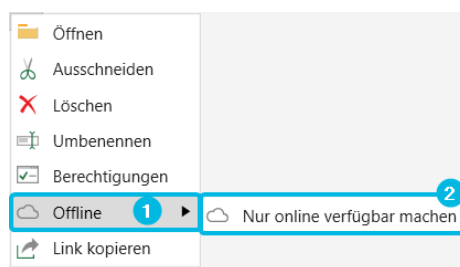 Öffnen
Ausschneiden
Löschen
Umbenennen
Berechtigungen
Offline 1
2
Nur online verfügbar machen
Link kopieren